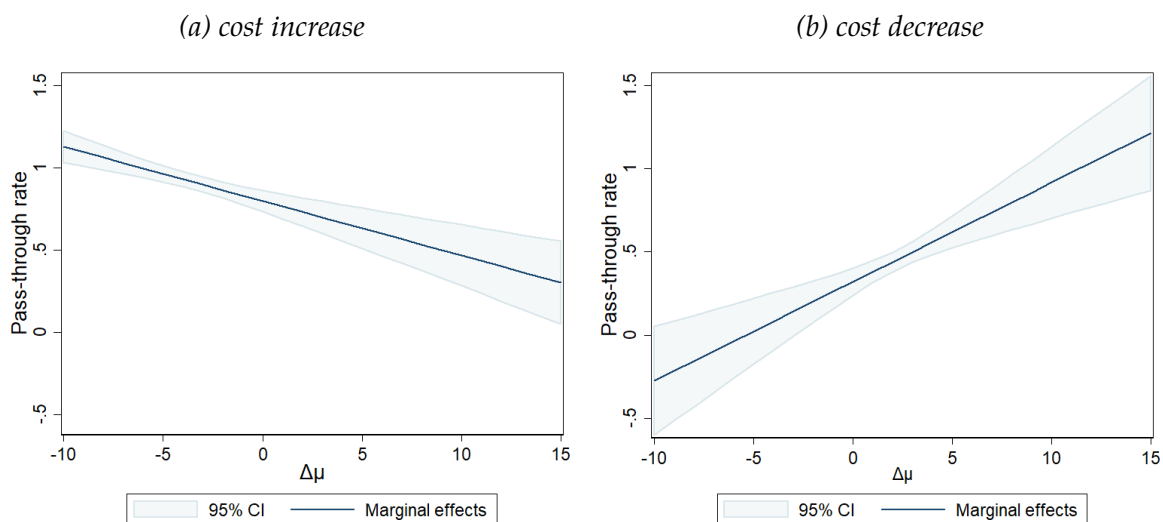 (a) cost increase
Pass-through rate
1.5
1
.5
0
-.5
-10 -5 0 5 10 15
Δμ
95% CI Marginal effects
(b) cost decrease
Pass-through rate
1.5
1
.5
0
-.5
-10 -5 0 5 10 15
Δμ
95% CI Marginal effects